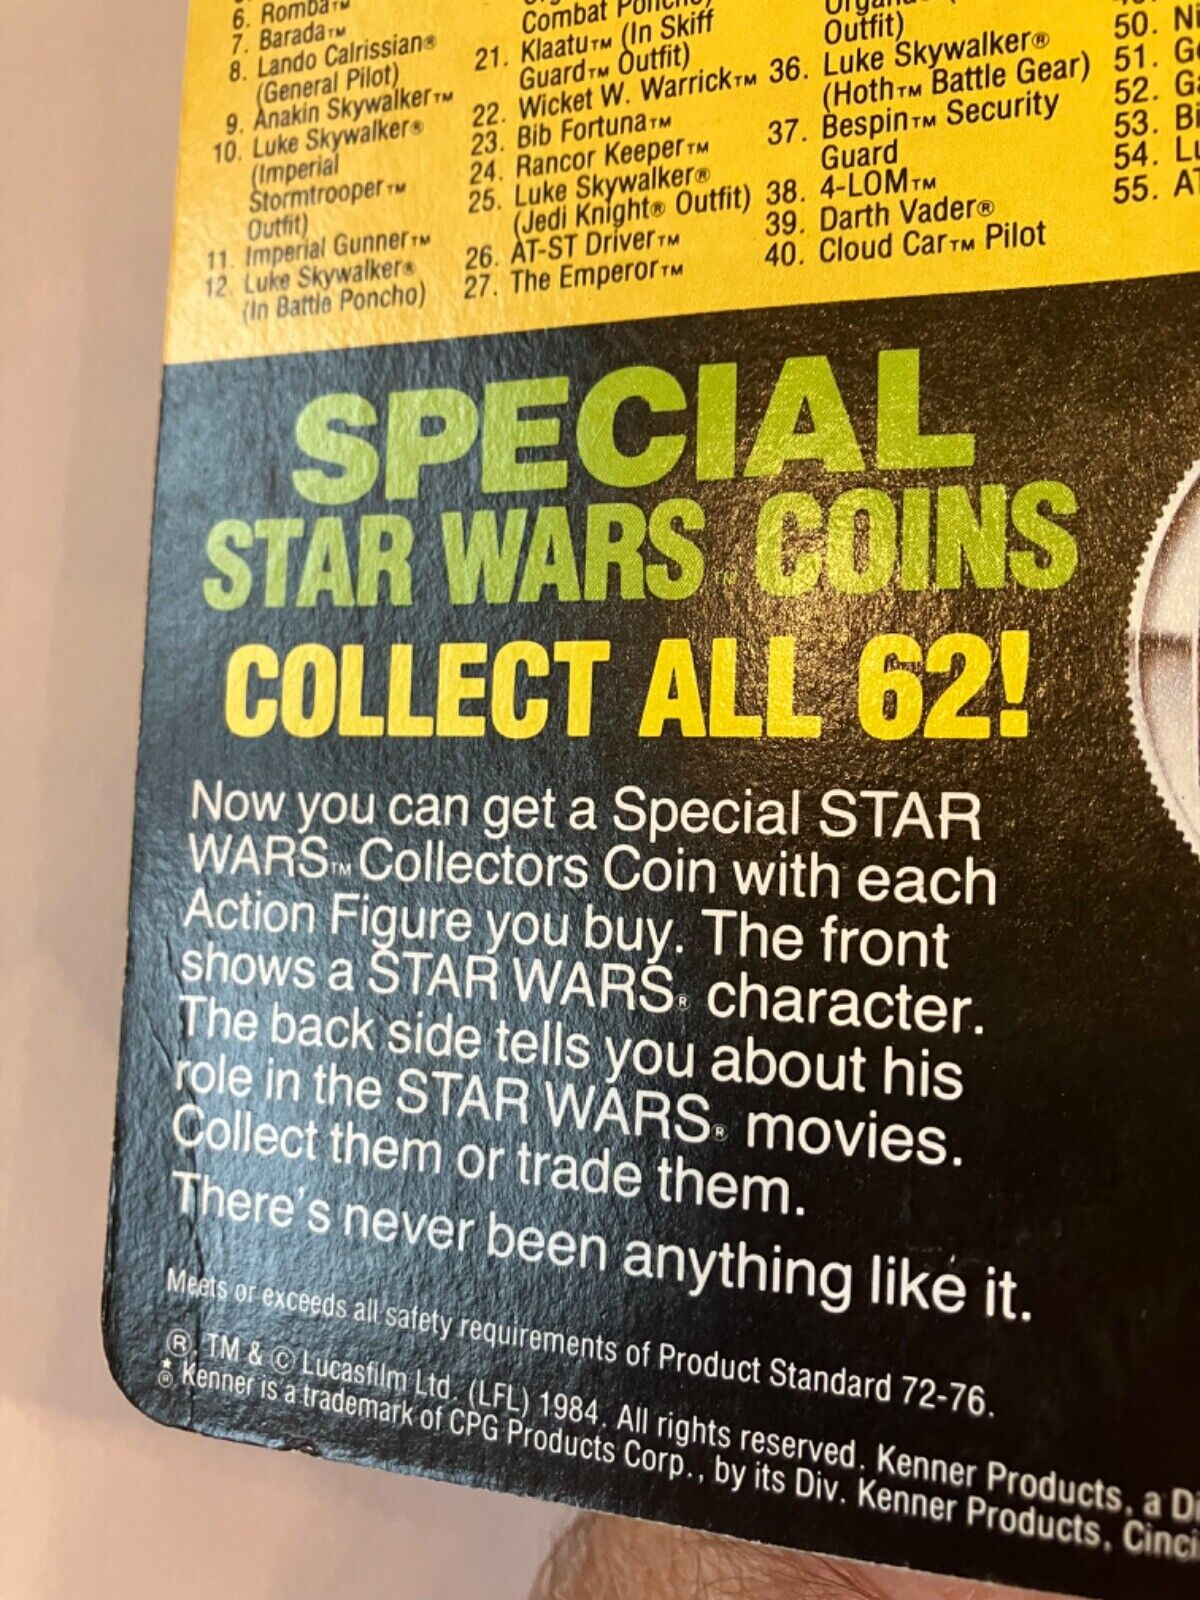 6. Romba™
7. Barada™
8. Lando Calrissian®
(General Pilot)
9. Anakin Skywalker™
10. Luke Skywalker®
(Imperial
Stormtrooper™
Outfit)
11. Imperial Gunner™
12. Luke Skywalker®
(In Battle Poncho)
Combat Poncho)
21. Klaatu™ (In Skiff
Guard™ Outfit)
22. Wicket W. Warrick™
23. Bib Fortuna™
24. Rancor Keeper™
25. Luke Skywalker®
(Jedi Knight® Outfit)
26. AT-ST Driver™
27. The Emperor™
Outfit)
36. Luke Skywalker®
(Hoth™ Battle Gear)
37. Bespin™ Security
Guard
38. 4-LOM™
39. Darth Vader®
40. Cloud Car™ Pilot
50. Ni
51. G
52. Ga
53.
54. Lu
55. AT
SPECIAL
STAR WARS™ COINS
COLLECT ALL 62!
Now you can get a Special STAR
WARS™ Collectors Coin with each
Action Figure you buy. The front
shows a STAR WARS® character.
The back side tells you about his
role in the STAR WARS® movies.
Collect them or trade them.
There's never been anything like it.
Meets or exceeds all safety requirements of Product Standard 72-76.
®, TM & © Lucasfilm Ltd. (LFL) 1984. All rights reserved. Kenner Products, a Di
*® Kenner is a trademark of CPG Products Corp., by its Div. Kenner Products, Cinci